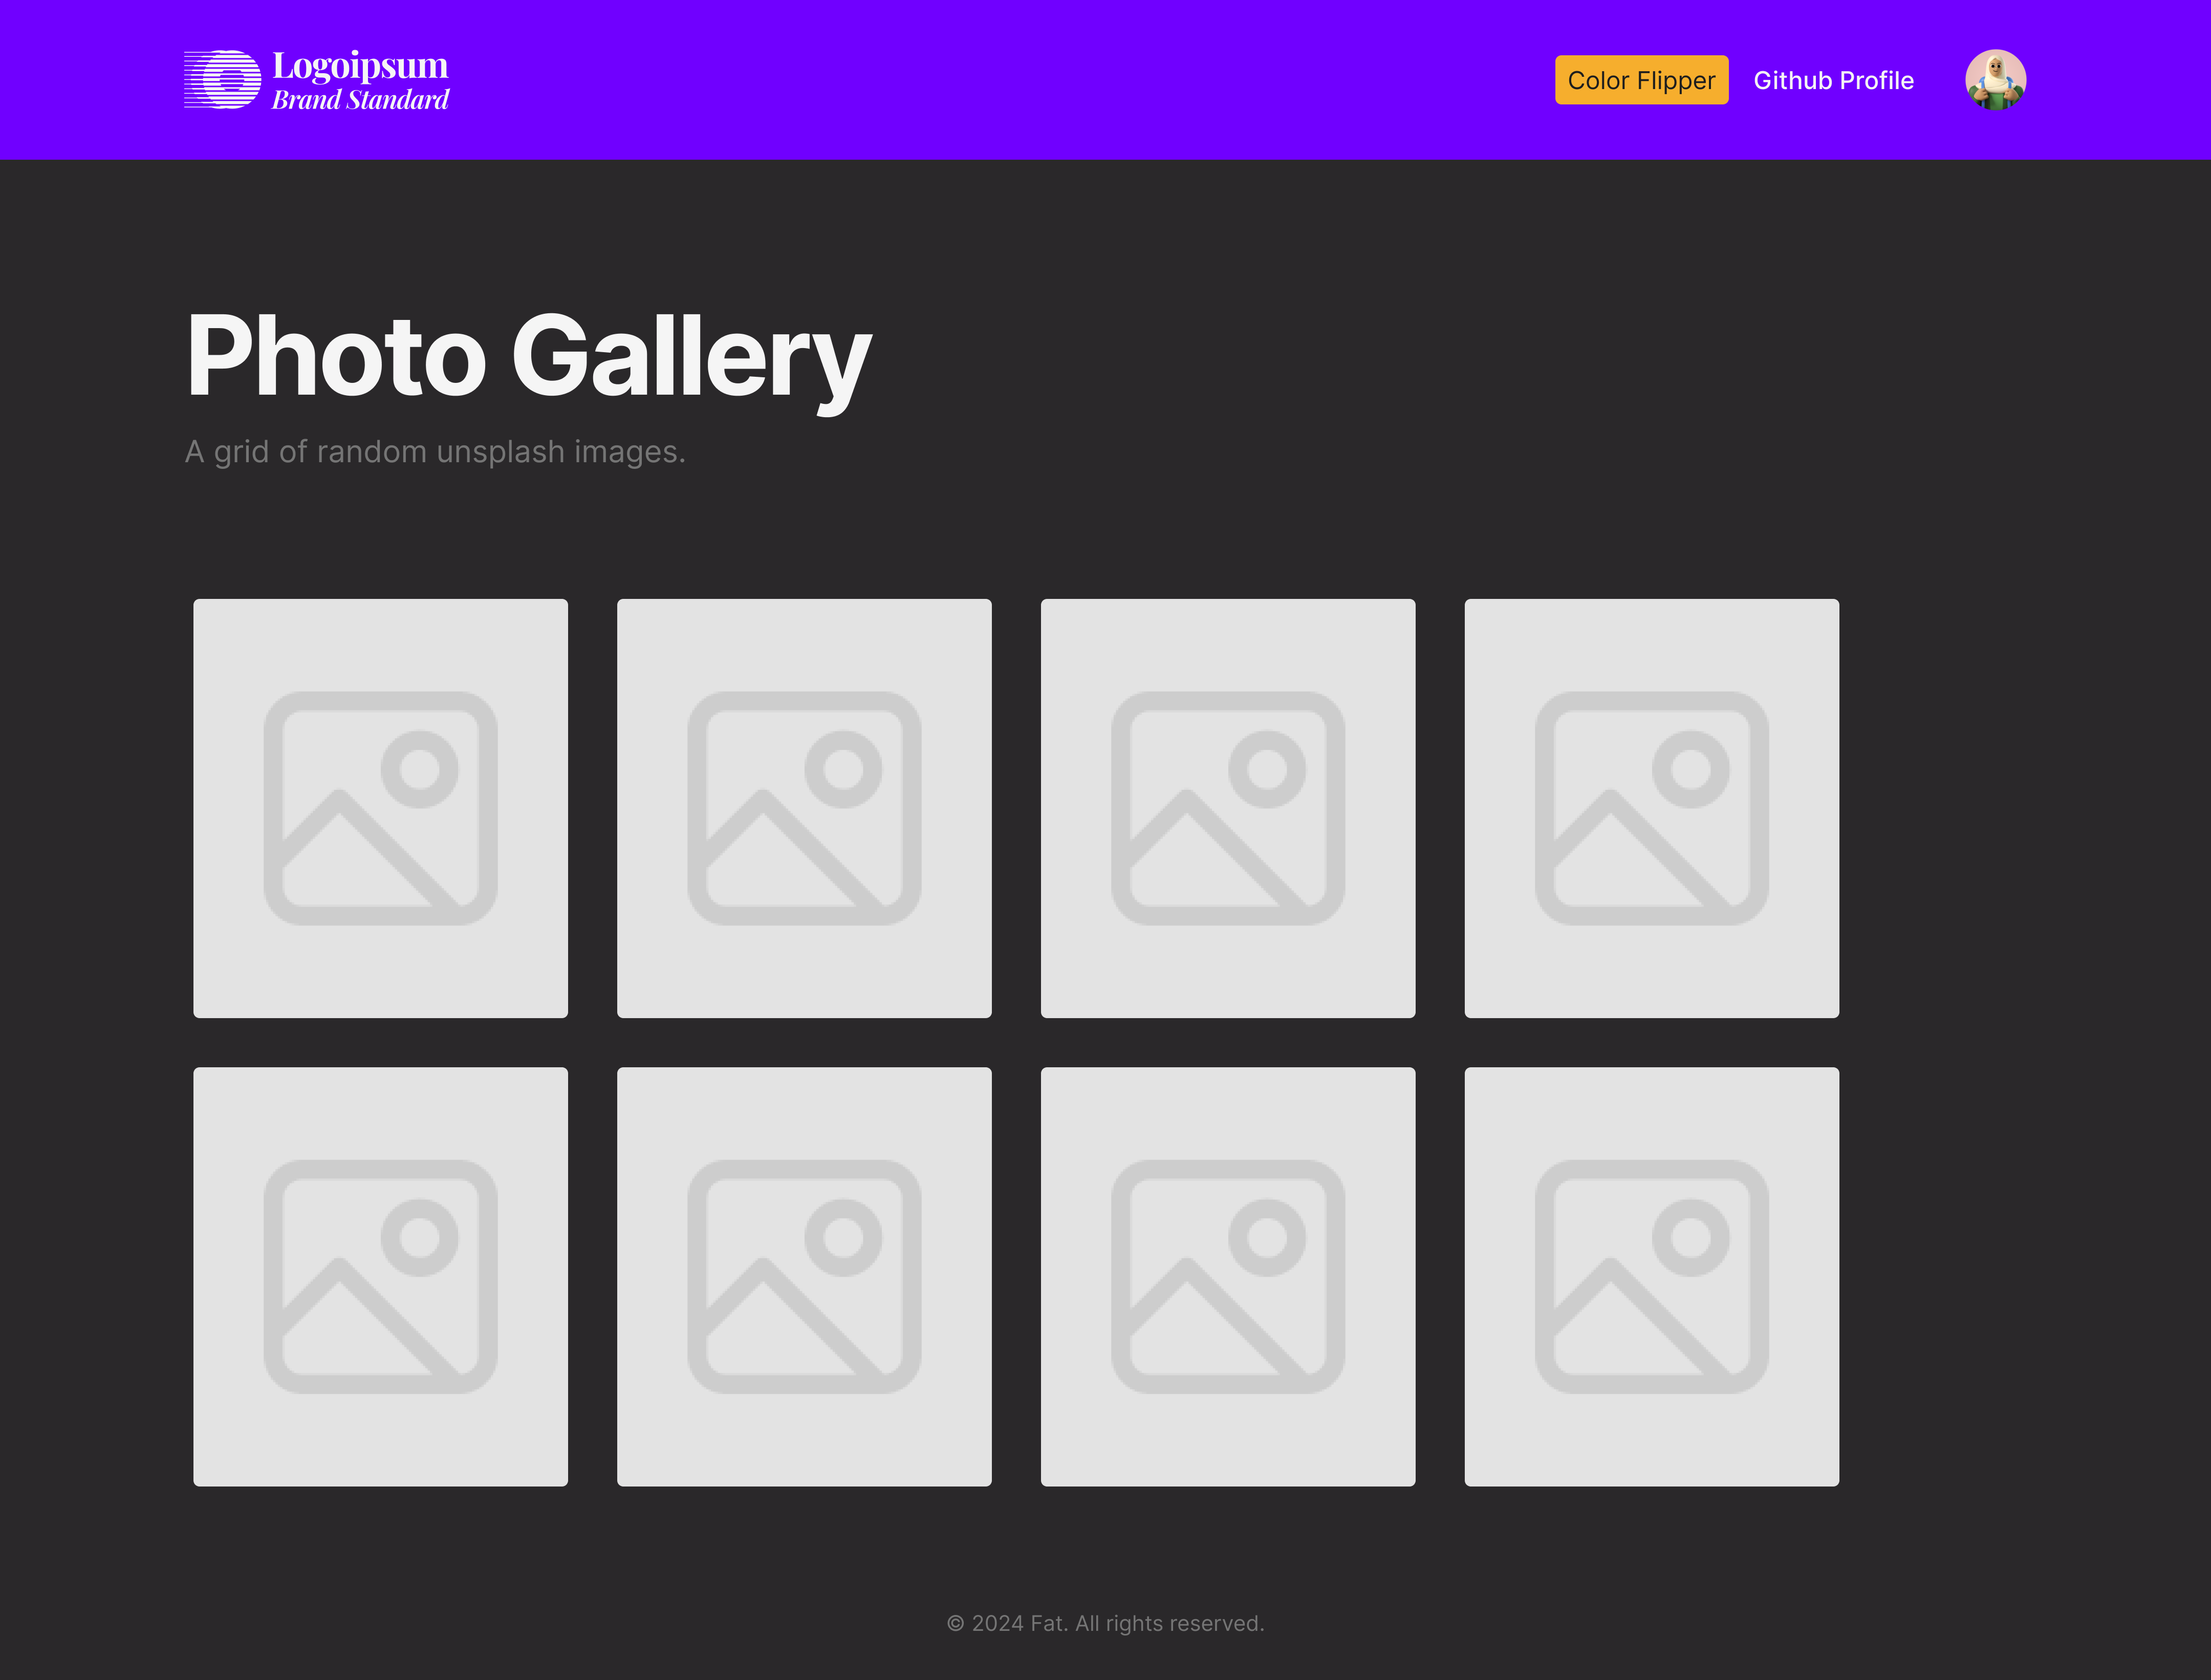 Logoipsum
Brand Standard
Color Flipper
Github Profile
Photo Gallery
A grid of random unsplash images.
© 2024 Fat. All rights reserved.